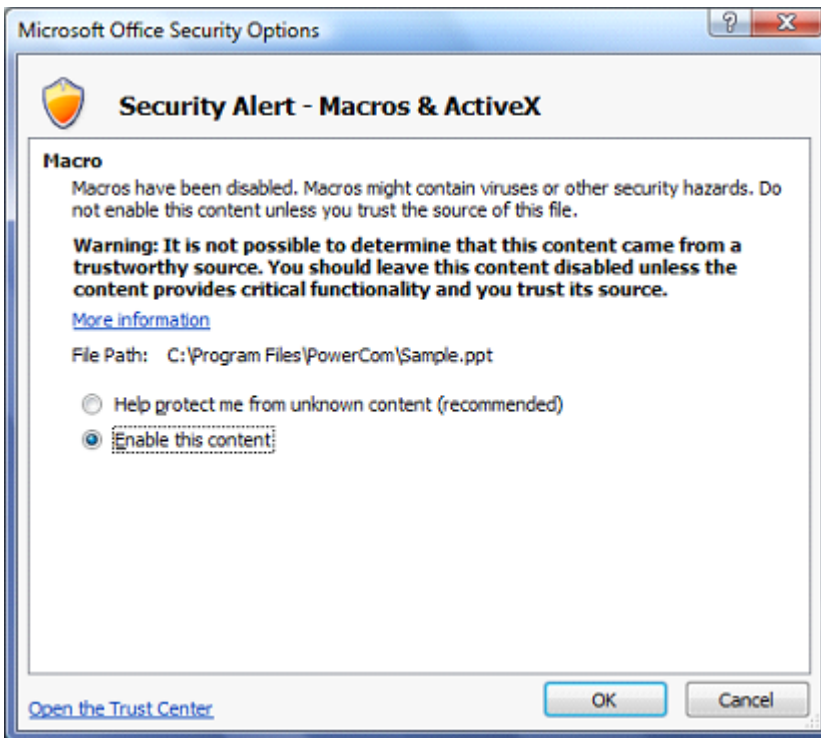 Microsoft Office Security Options
Security Alert - Macros & ActiveX
Macro
Macros have been disabled. Macros might contain viruses or other security hazards. Do
not enable this content unless you trust the source of this file.
Warning: It is not possible to determine that this content came from a
trustworthy source. You should leave this content disabled unless the
content provides critical functionality and you trust its source.
More information
File Path: C:\Program Files\PowerCom\Sample.ppt
Help protect me from unknown content (recommended)
Enable this content
Open the Trust Center
OK
Cancel